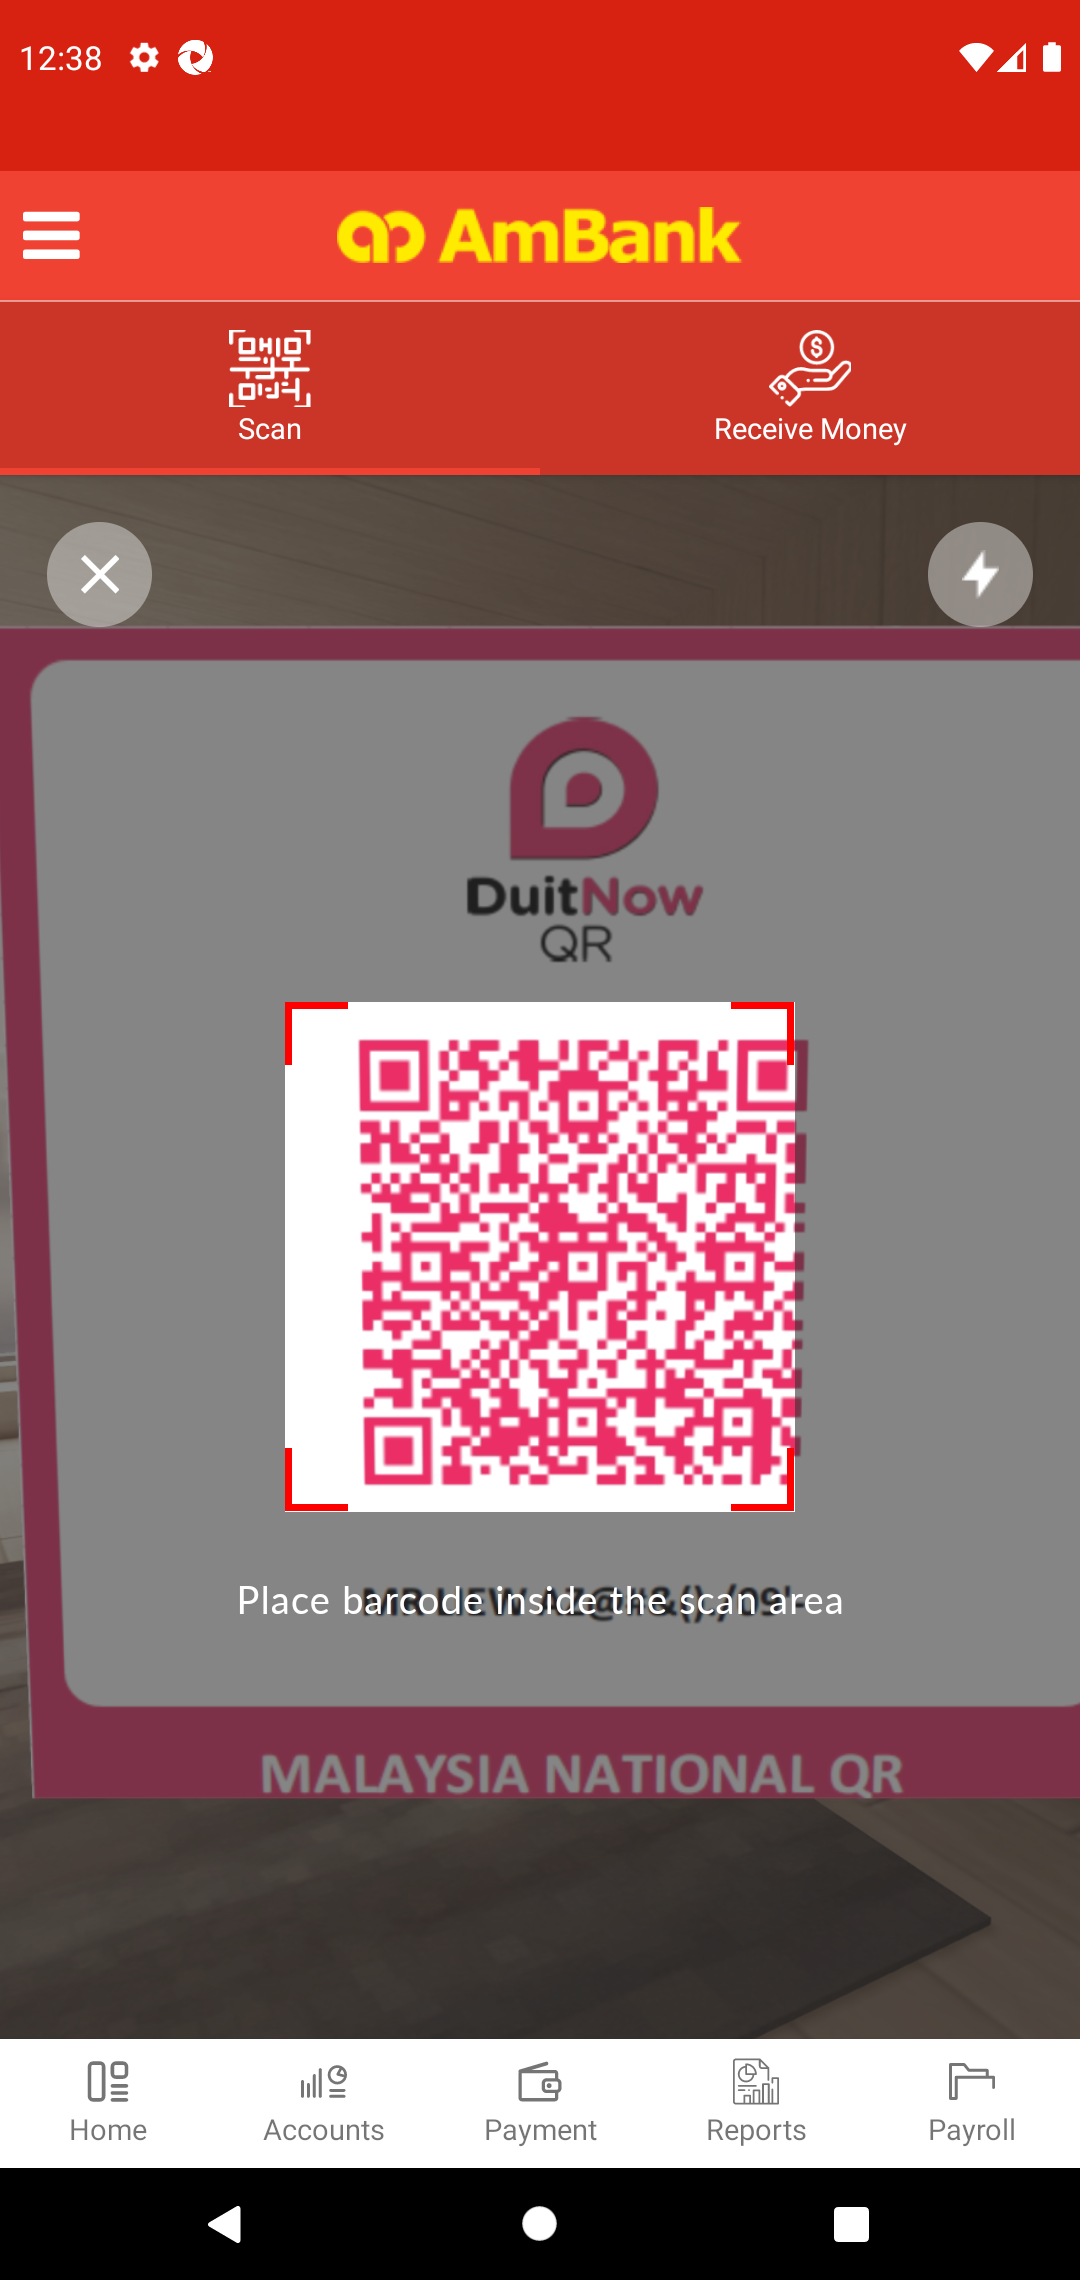 12:38
AmBank
Scan
Receive Money
DuitNow
QR
Place barcode inside the scan area
MALAYSIA NATIONAL QR
Home
Accounts
Payment
Reports
Payroll